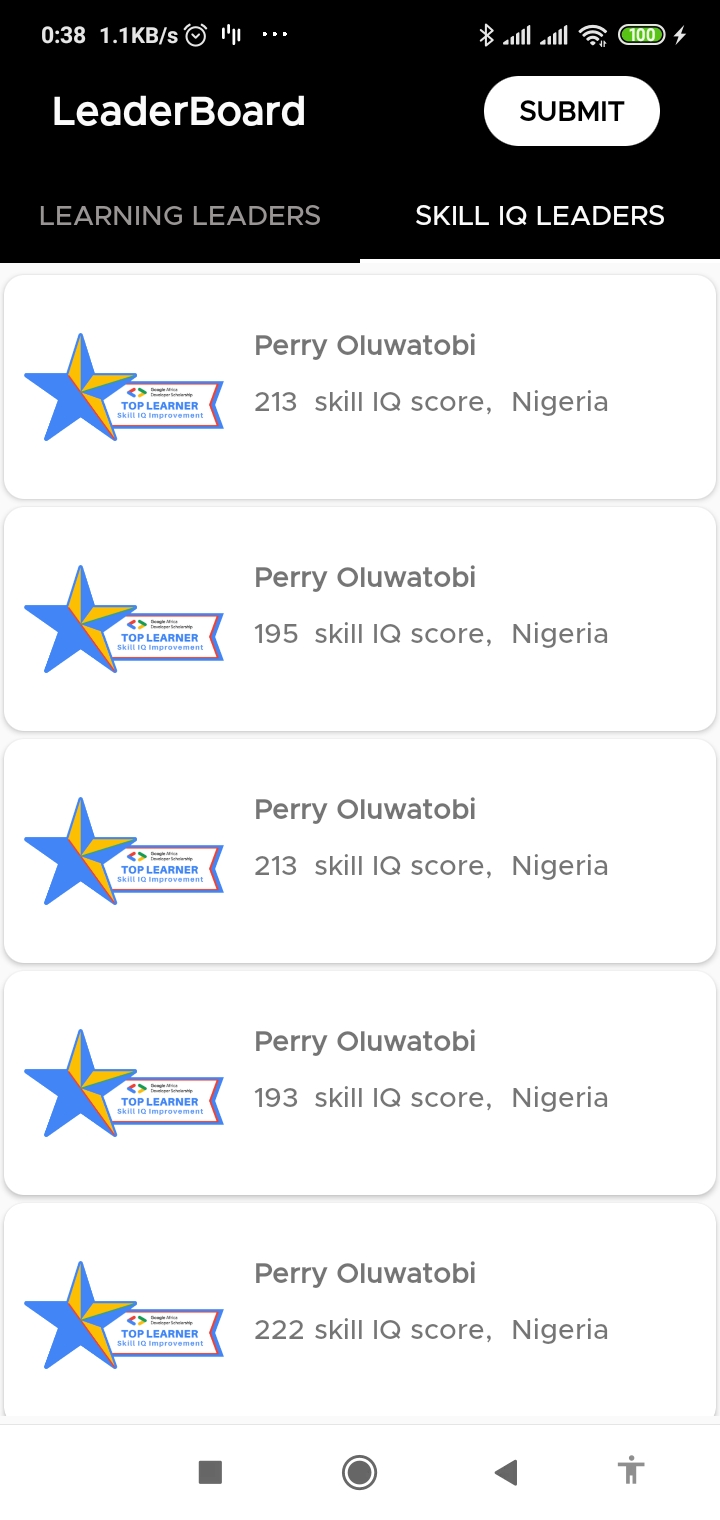 0:38 1.1KB/s ... 100
LeaderBoard
SUBMIT
LEARNING LEADERS
SKILL IQ LEADERS
Perry Oluwatobi
213 skill IQ score, Nigeria
Google Africa
Developer Scholarship
TOP LEARNER
Skill IQ Improvement
Perry Oluwatobi
195 skill IQ score, Nigeria
Google Africa
Developer Scholarship
TOP LEARNER
Skill IQ Improvement
Perry Oluwatobi
213 skill IQ score, Nigeria
Google Africa
Developer Scholarship
TOP LEARNER
Skill IQ Improvement
Perry Oluwatobi
193 skill IQ score, Nigeria
Google Africa
Developer Scholarship
TOP LEARNER
Skill IQ Improvement
Perry Oluwatobi
222 skill IQ score, Nigeria
Google Africa
Developer Scholarship
TOP LEARNER
Skill IQ Improvement